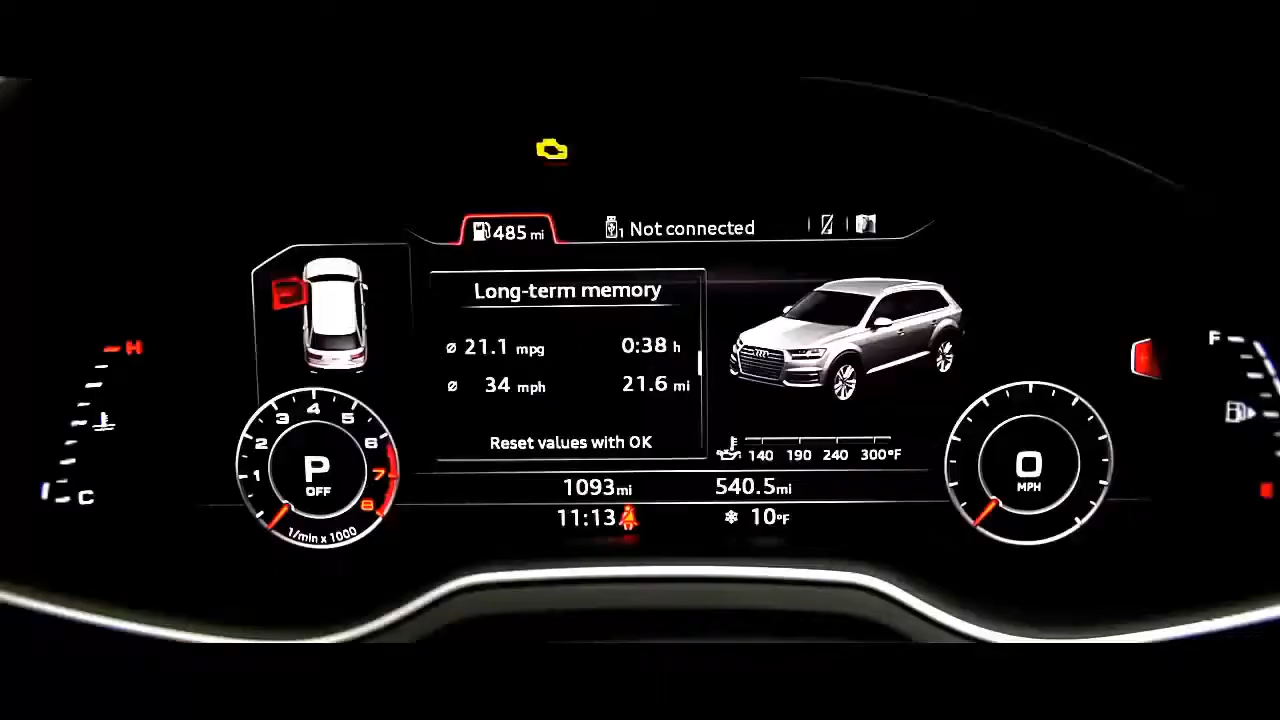 485 mi
1 Not connected
Long-term memory
ø 21.1 mpg 0:38 h
ø 34 mph 21.6 mi
Reset values with OK
H
C
1 2 3 4 5 6 7 8
P
OFF
1/min x 1000
140 190 240 300°F
1093mi 540.5mi
11:13 10°F
0
MPH
F